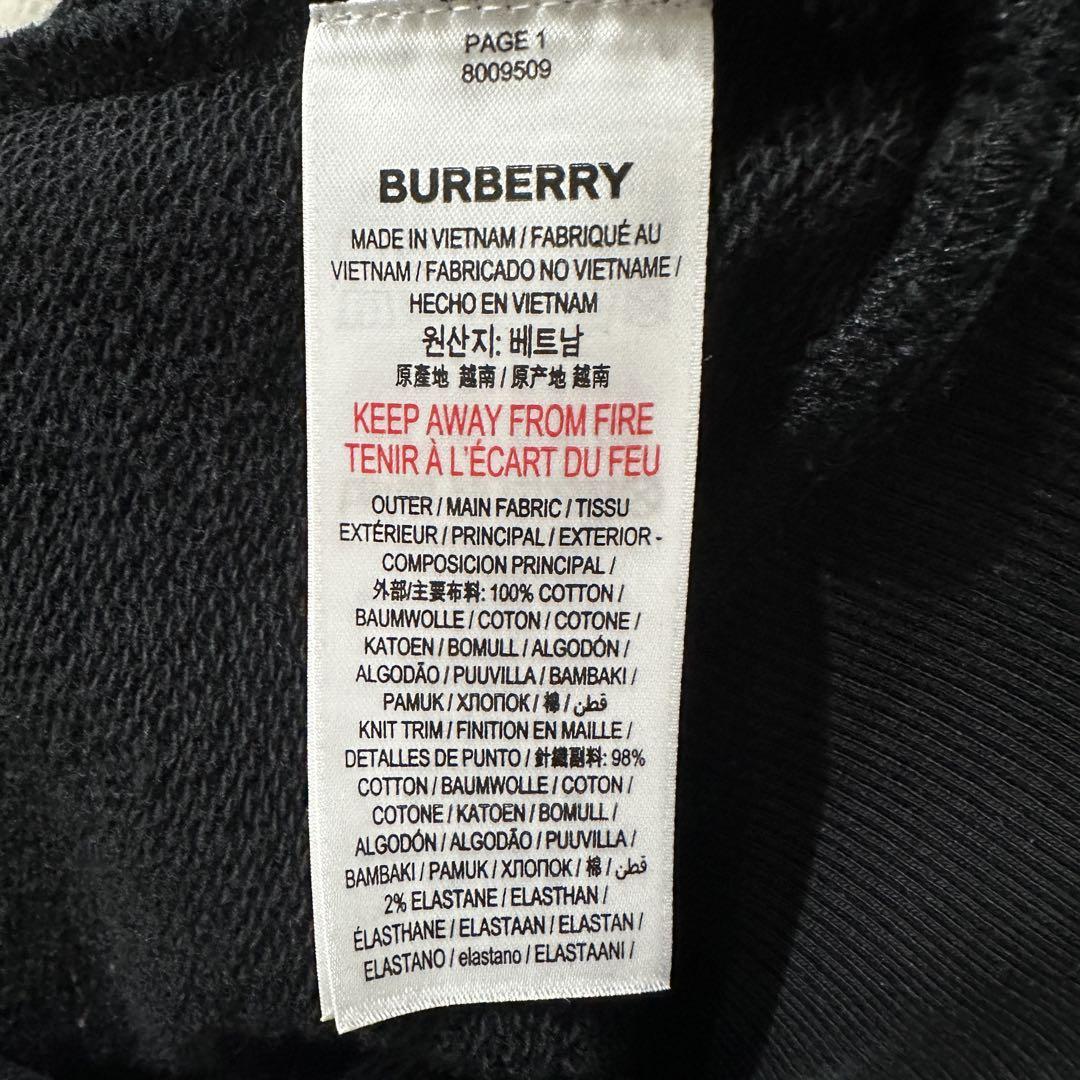 PAGE 1
8009509
BURBERRY
MADE IN VIETNAM / FABRIQUÉ AU
VIETNAM / FABRICADO NO VIETNAME /
HECHO EN VIETNAM
원산지: 베트남
原產地 越南 / 原产地 越南
KEEP AWAY FROM FIRE
TENIR À L'ÉCART DU FEU
OUTER / MAIN FABRIC / TISSU
EXTÉRIEUR / PRINCIPAL / EXTERIOR -
COMPOSICION PRINCIPAL /
外部/主要布料: 100% COTTON /
BAUMWOLLE / COTON / COTONE /
KATOEN / BOMULL / ALGODÓN /
ALGODÃO / PUUVILLA / BAMBAKI /
PAMUK / ХЛОПОК / 棉 / قطن
KNIT TRIM / FINITION EN MAILLE /
DETALLES DE PUNTO / 針織副料: 98%
COTTON / BAUMWOLLE / COTON /
COTONE / KATOEN / BOMULL /
ALGODÓN / ALGODÃO / PUUVILLA /
BAMBAKI / PAMUK / ХЛОПОК / 棉 / قطن
2% ELASTANE / ELASTHAN /
ÉLASTHANE / ELASTAAN / ELASTAN /
ELASTANO / elastano / ELASTAANI /